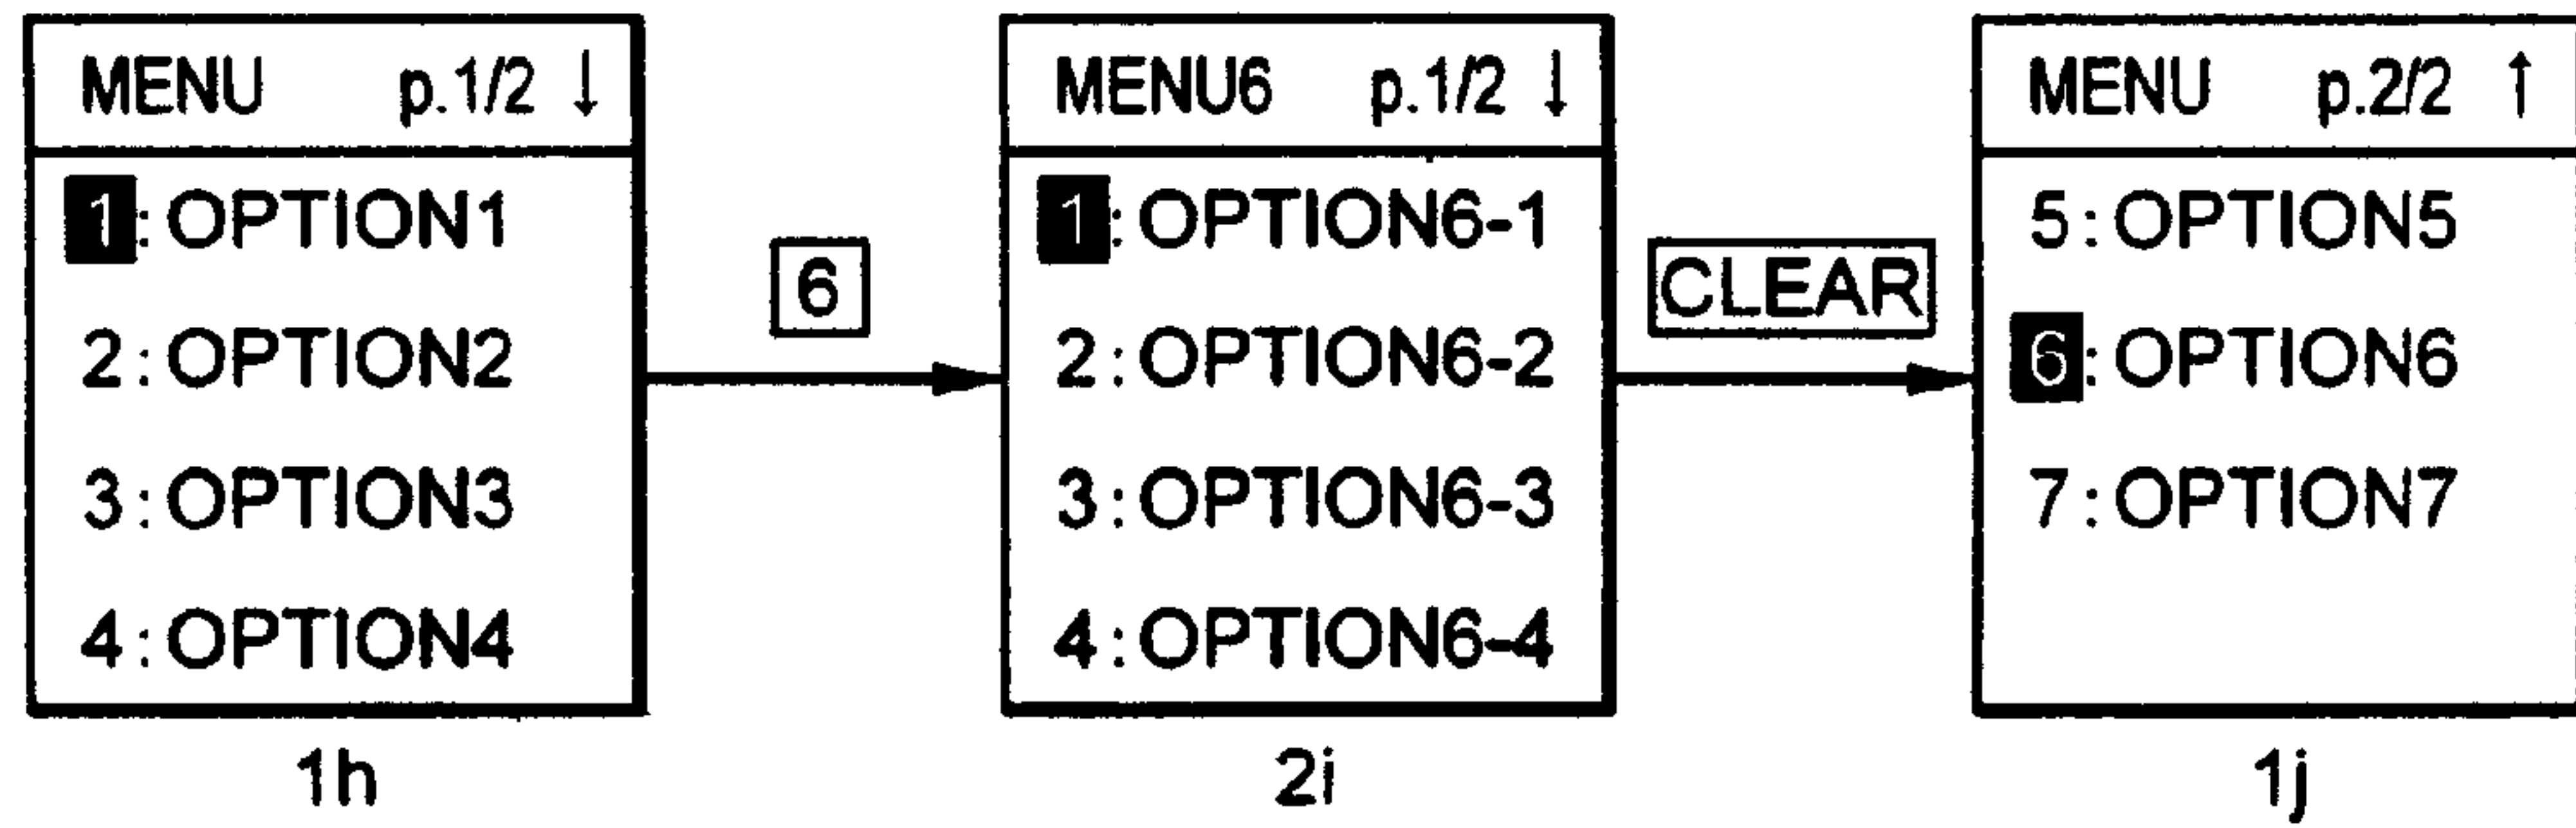 MENU p.1/2 ↓
1:OPTION1
2:OPTION2
3:OPTION3
4:OPTION4
1h
6
MENU6 p.1/2 ↓
1:OPTION6-1
2:OPTION6-2
3:OPTION6-3
4:OPTION6-4
2i
CLEAR
MENU p.2/2 ↑
5:OPTION5
6:OPTION6
7:OPTION7
1j